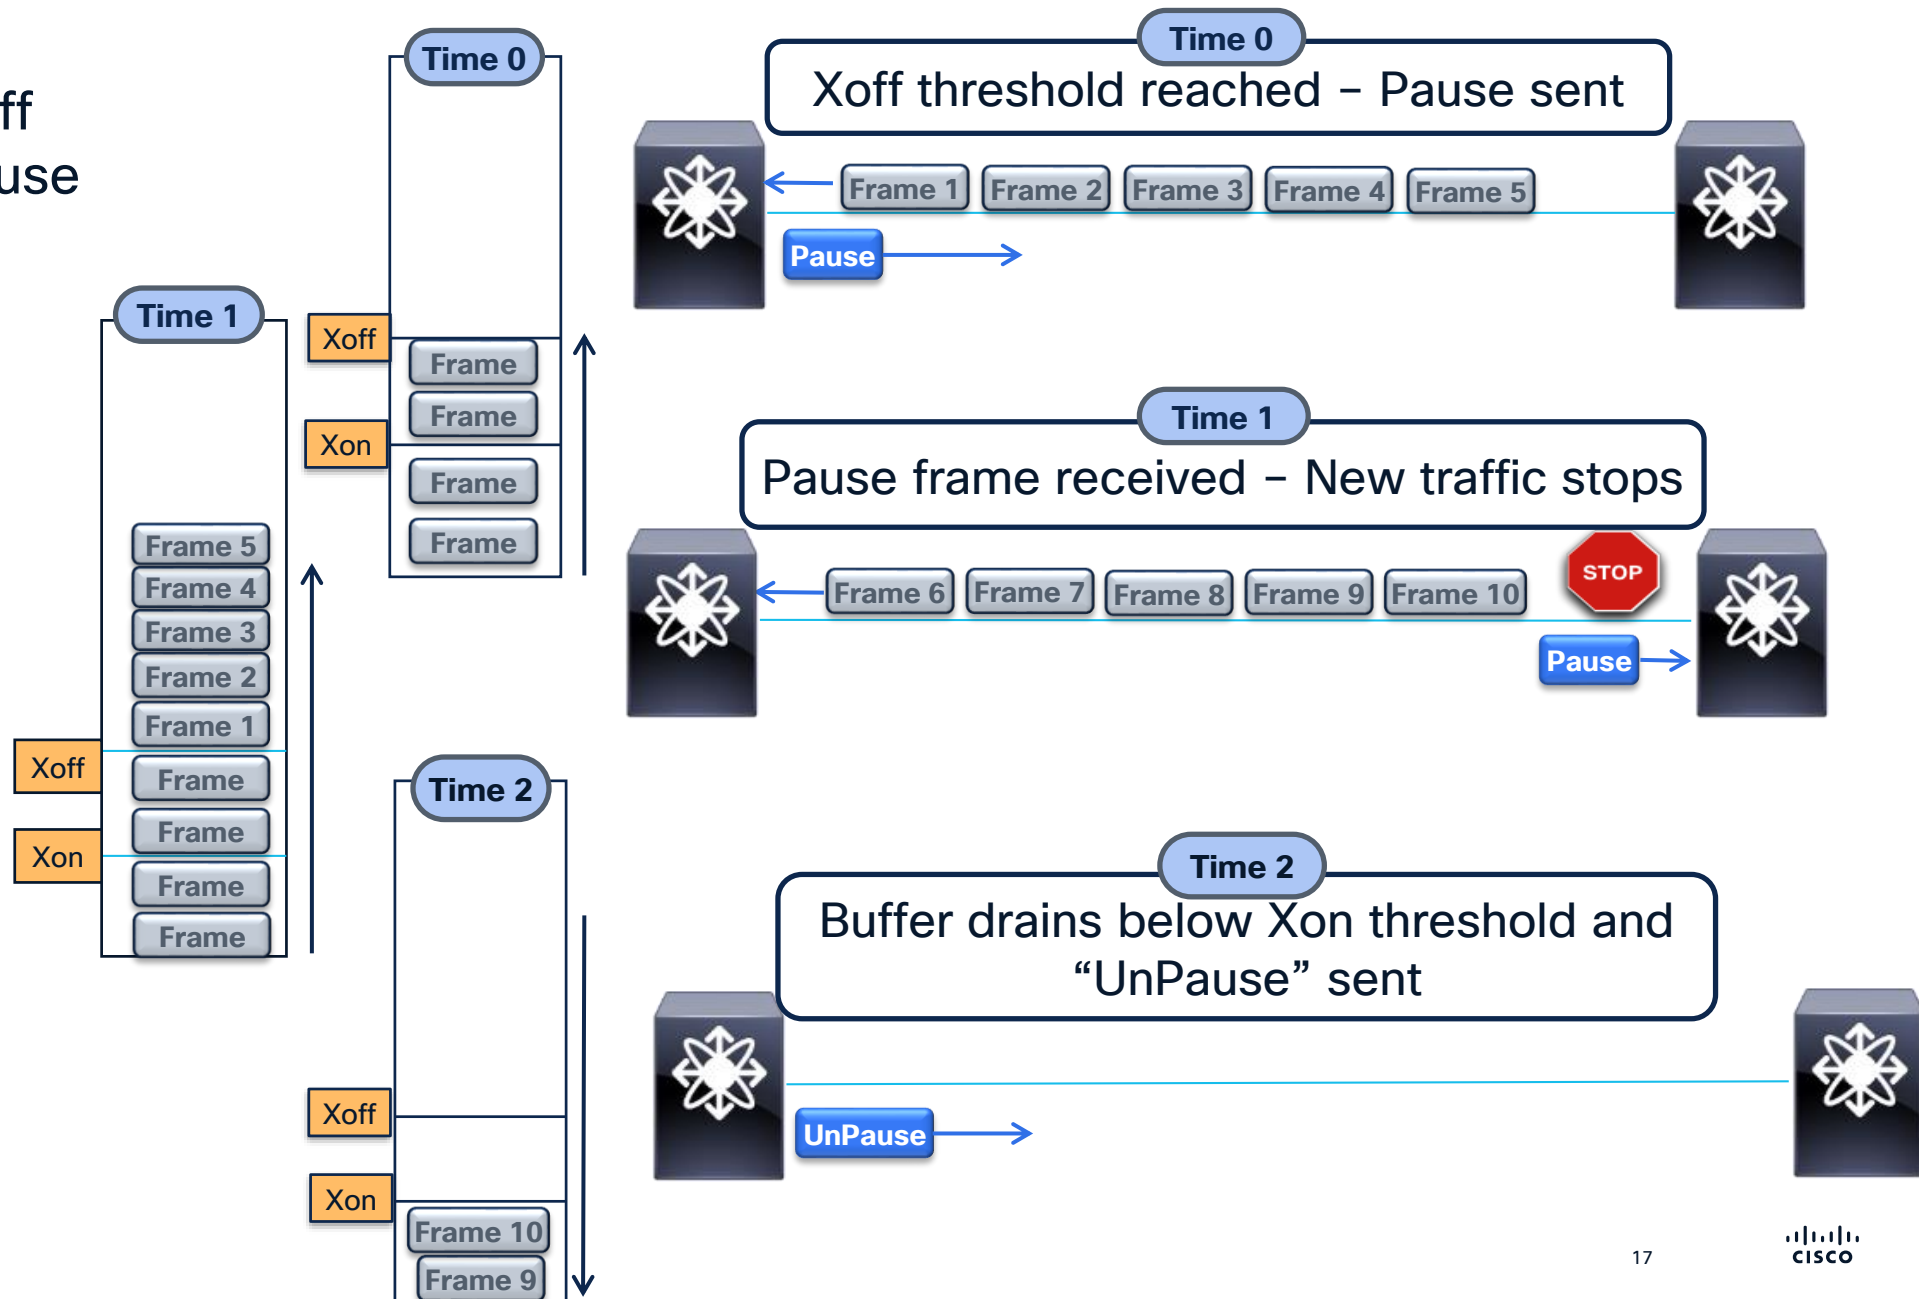 ff
use
Time 0
Xoff
Frame
Frame
Xon
Frame
Frame
Time 1
Frame 5
Frame 4
Frame 3
Frame 2
Frame 1
Xoff
Frame
Frame
Xon
Frame
Frame
Time 2
Xoff
Xon
Frame 10
Frame 9
Time 0
Xoff threshold reached – Pause sent
Frame 1 Frame 2 Frame 3 Frame 4 Frame 5
Pause
Time 1
Pause frame received – New traffic stops
STOP
Frame 6 Frame 7 Frame 8 Frame 9 Frame 10
Pause
Time 2
Buffer drains below Xon threshold and
“UnPause” sent
UnPause
17
CISCO